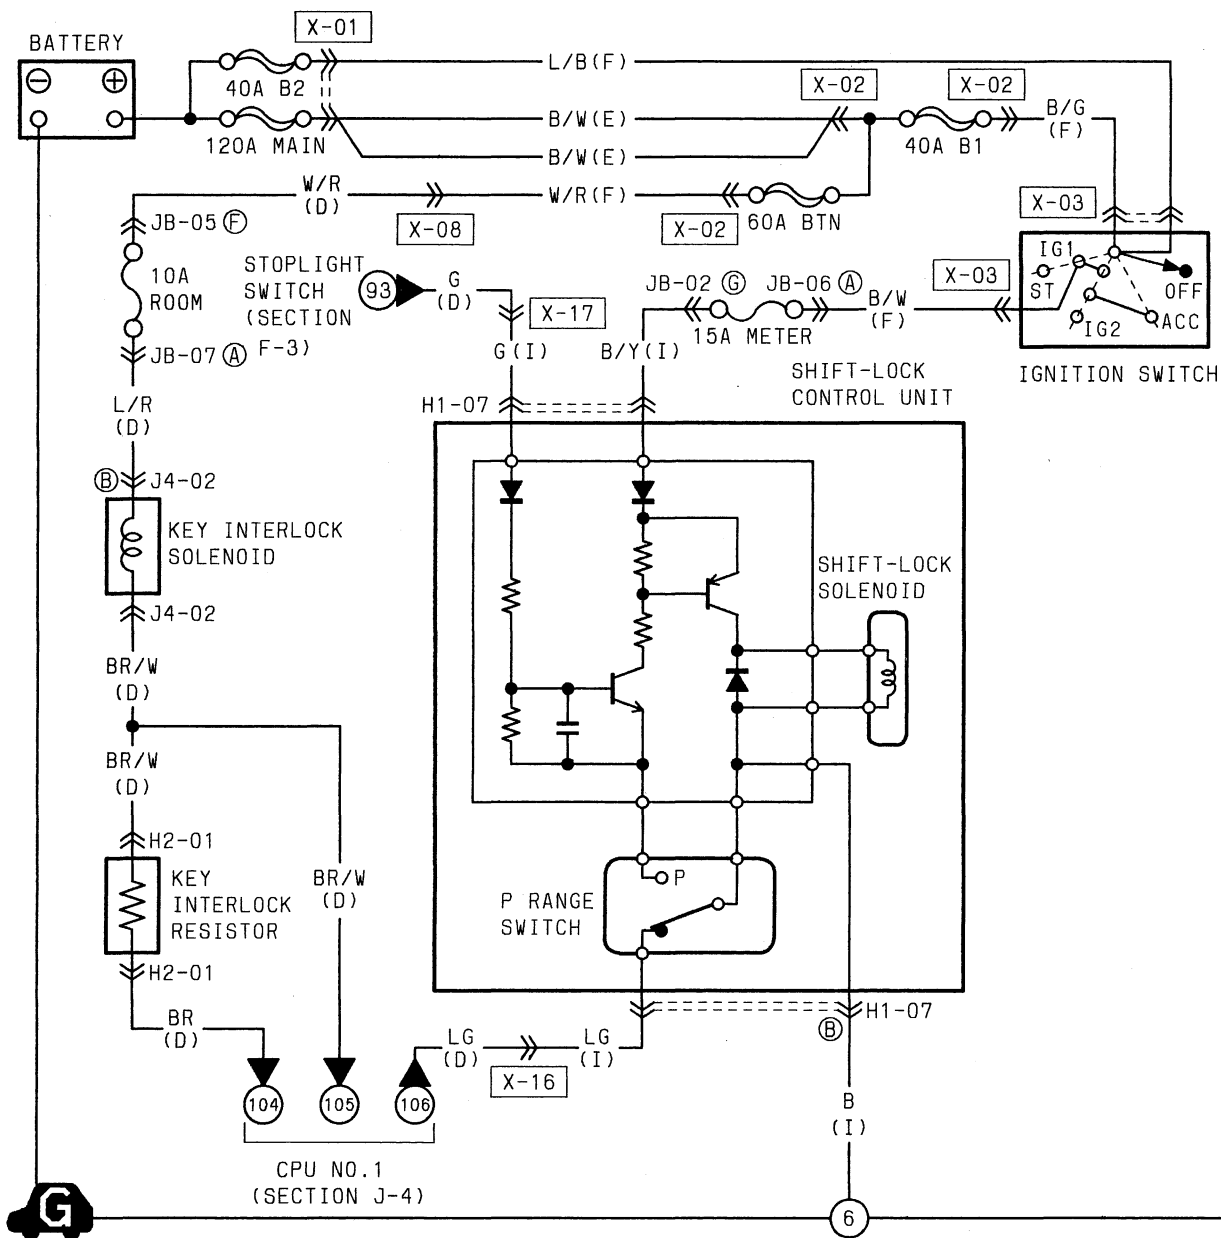 X-01
BATTERY
L/B(F)
40A B2
X-02
X-02
B/W(E)
B/G
(F)
120A MAIN
40A B1
B/W(E)
W/R
(D)
W/R(F)
X-03
JB-05 F
X-08
X-02
60A BTN
10A
ROOM
STOPLIGHT
SWITCH
(SECTION
F-3)
93
G
(D)
JB-02 G
JB-06 A
X-03
IG1
ST
OFF
IG2
ACC
X-17
15A METER
B/W
(F)
JB-07 A
G(I)
B/Y(I)
SHIFT-LOCK
CONTROL UNIT
IGNITION SWITCH
L/R
(D)
H1-07
B J4-02
KEY INTERLOCK
SOLENOID
SHIFT-LOCK
SOLENOID
J4-02
BR/W
(D)
BR/W
(D)
H2-01
KEY
INTERLOCK
RESISTOR
BR/W
(D)
P RANGE
SWITCH
P
H2-01
BR
(D)
LG
(D)
LG
(I)
B
H1-07
X-16
104
105
106
B
(I)
CPU NO.1
(SECTION J-4)
G
6